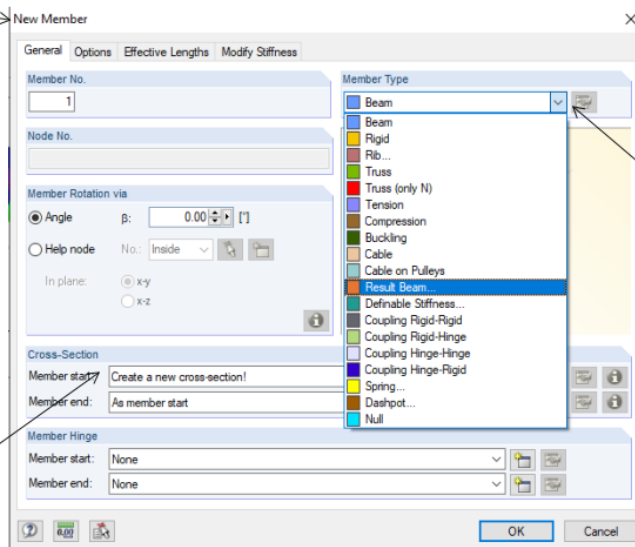 New Member
General Options Effective Lengths Modify Stiffness
Member No.
1
Member Type
Beam
Beam
Rigid
Rib...
Truss
Truss (only N)
Tension
Compression
Buckling
Cable
Cable on Pulleys
Result Beam...
Definable Stiffness...
Coupling Rigid-Rigid
Coupling Rigid-Hinge
Coupling Hinge-Hinge
Coupling Hinge-Rigid
Spring...
Dashpot...
Null
Node No.
Member Rotation via
Angle β: 0.00 [°]
Help node No.: Inside
In plane: x-y
x-z
Cross-Section
Member start: Create a new cross-section!
Member end: As member start
Member Hinge
Member start: None
Member end: None
0.00
OK Cancel